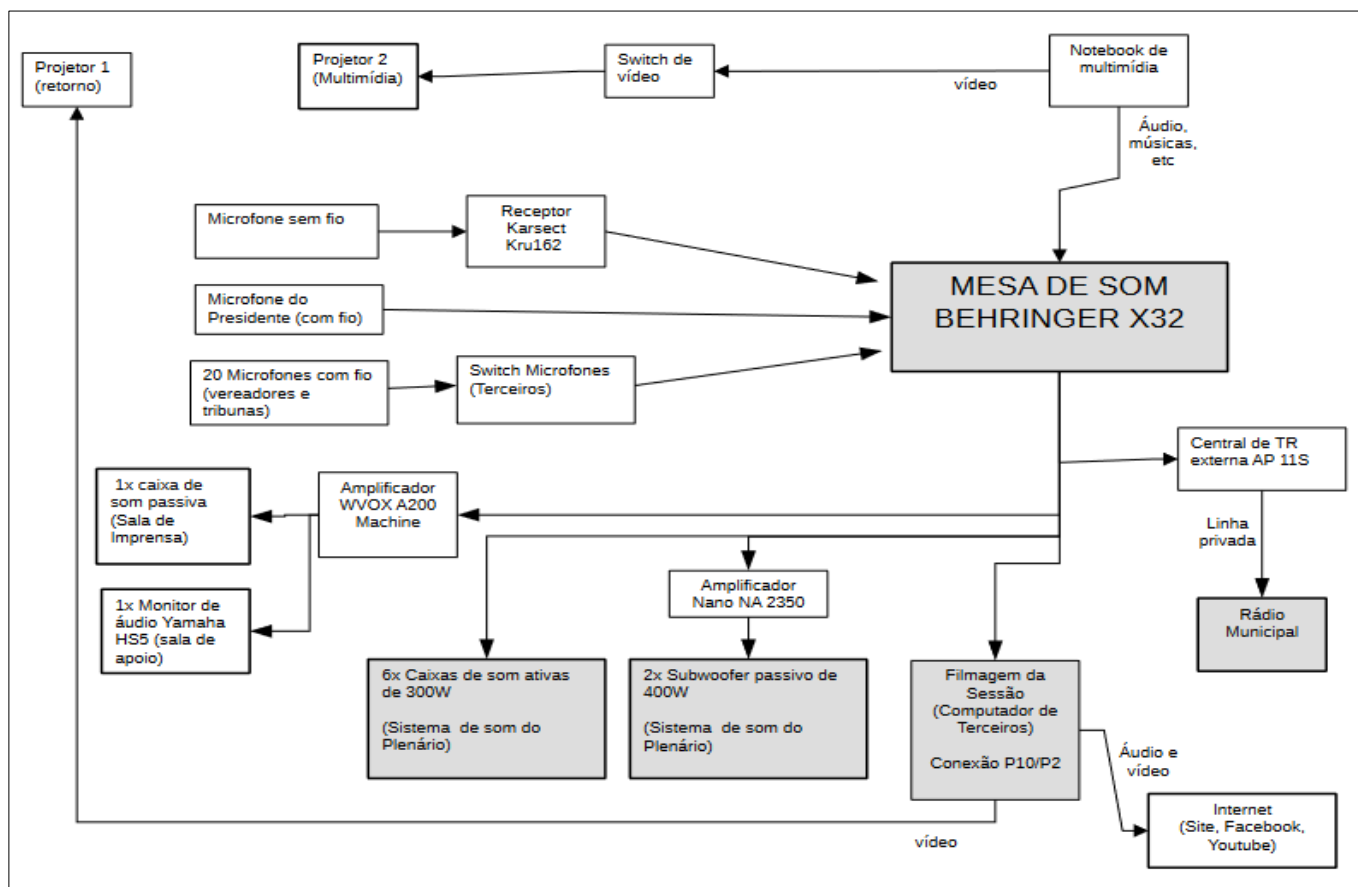 Projetor 1
(retorno)
Projetor 2
(Multimídia)
Switch de
vídeo
vídeo
Notebook de
multimídia
Áudio,
músicas,
etc
Microfone sem fio
Receptor
Karsect
Kru162
MESA DE SOM
BEHRINGER X32
Microfone do
Presidente (com fio)
20 Microfones com fio
(vereadores e
tribunas)
Switch Microfones
(Terceiros)
Central de TR
externa AP 11S
Linha
privada
Rádio
Municipal
1x caixa de
som passiva
(Sala de
Imprensa)
Amplificador
WVOX A200
Machine
1x Monitor de
áudio Yamaha
HS5 (sala de
apoio)
Amplificador
Nano NA 2350
6x Caixas de som ativas
de 300W
(Sistema de som do
Plenário)
2x Subwoofer passivo de
400W
(Sistema de som do
Plenário)
Filmagem da
Sessão
(Computador de
Terceiros)
Conexão P10/P2
Áudio e
vídeo
Internet
(Site, Facebook,
Youtube)
vídeo